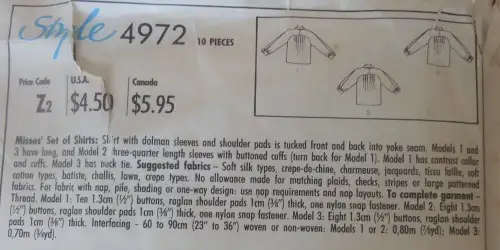 Style 4972 10 PIECES
Price Code U.S.A. Canada
Z2 $4.50 $5.95
Misses' Set of Shirts: Shirt with dolman sleeves and shoulder pads is tucked front and back into yoke seam. Models 1 and
3 have long, and Model 2 three-quarter length sleeves with buttoned cuffs (turn back for Model 1). Model 1 has contrast collar
and cuffs. Model 3 has neck tie. Suggested fabrics – Soft silk types, crepe-de-chine, charmeuse, jacquards, tissu faille, soft
cotton types, batiste, challis, lawn, crepe types. No allowance made for matching plaids, checks, stripes or large patterned
fabrics. For fabric with nap, pile, shading or one-way design: use nap requirements and nap layouts. To complete garment –
Thread. Model 1: Ten 1.3cm (½") buttons, raglan shoulder pads 1cm (⅜") thick, one nylon snap fastener. Model 2: Eight 1.3cm
(½") buttons, raglan shoulder pads 1cm (⅜") thick, one nylon snap fastener. Model 3: Eight 1.3cm (½") buttons, raglan shoulder
pads 1cm (⅜") thick. Interfacing - 60 to 90cm (23" to 36") woven or non-woven: Models 1 or 2: 0,80m (⅞yd); Model 3:
0,70m (¾yd).